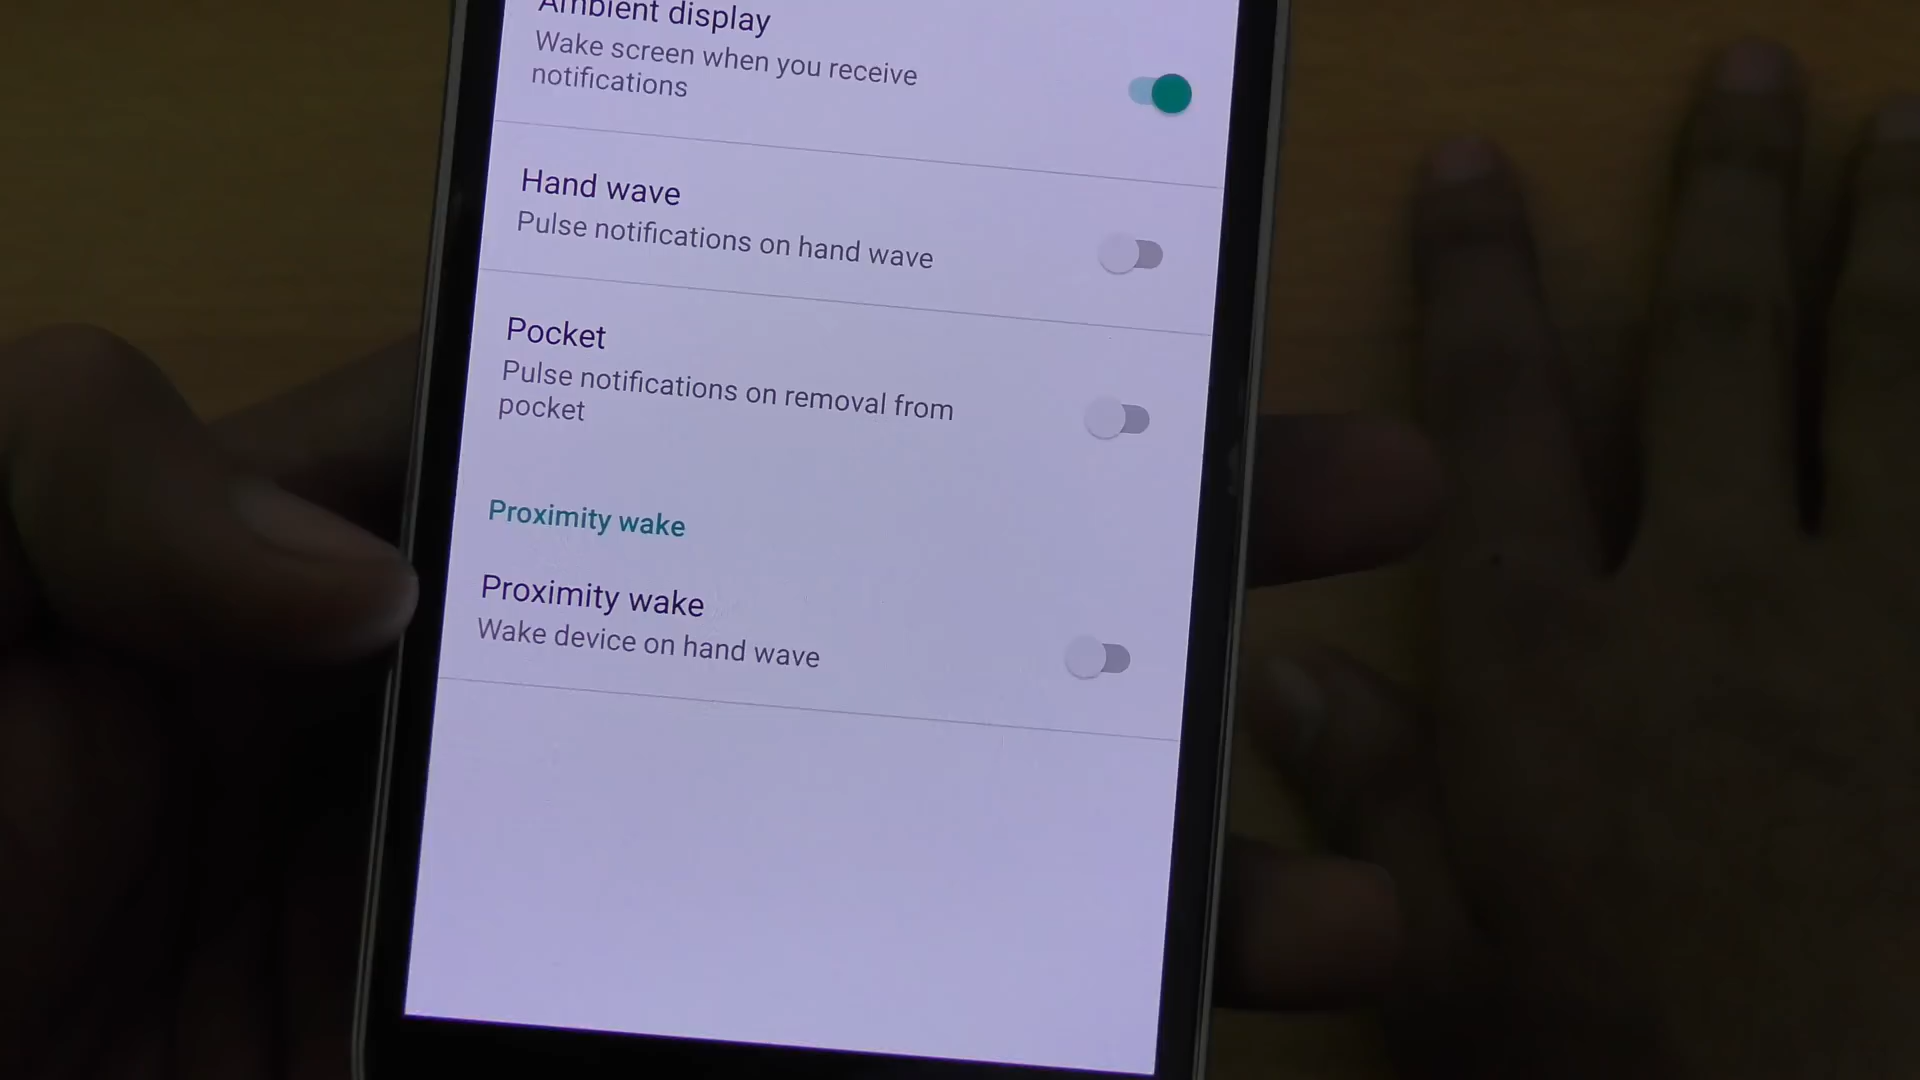 Ambient display
Wake screen when you receive
notifications
Hand wave
Pulse notifications on hand wave
Pocket
Pulse notifications on removal from
pocket
Proximity wake
Proximity wake
Wake device on hand wave